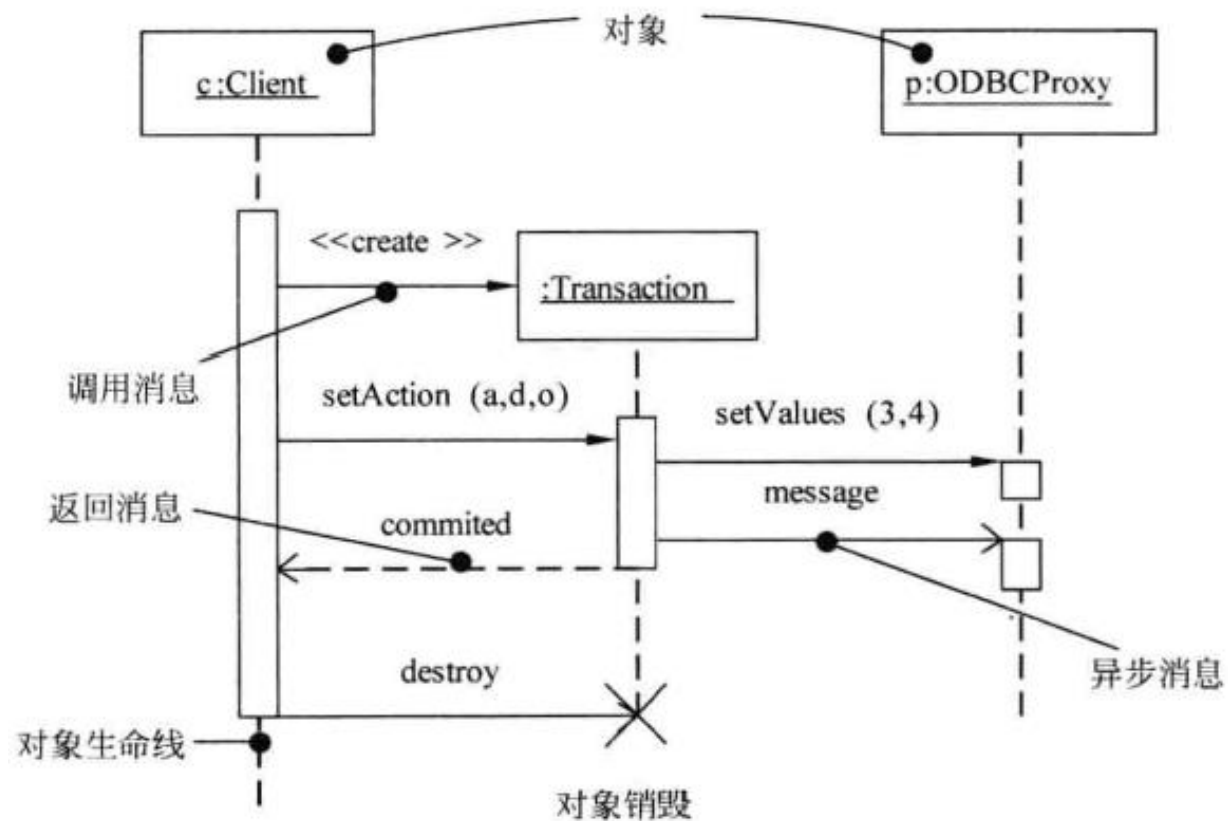 对象
c:Client
p:ODBCProxy
<<create >>
:Transaction
调用消息
setAction (a,d,o)
setValues (3,4)
返回消息
commited
message
destroy
异步消息
对象生命线
对象销毁